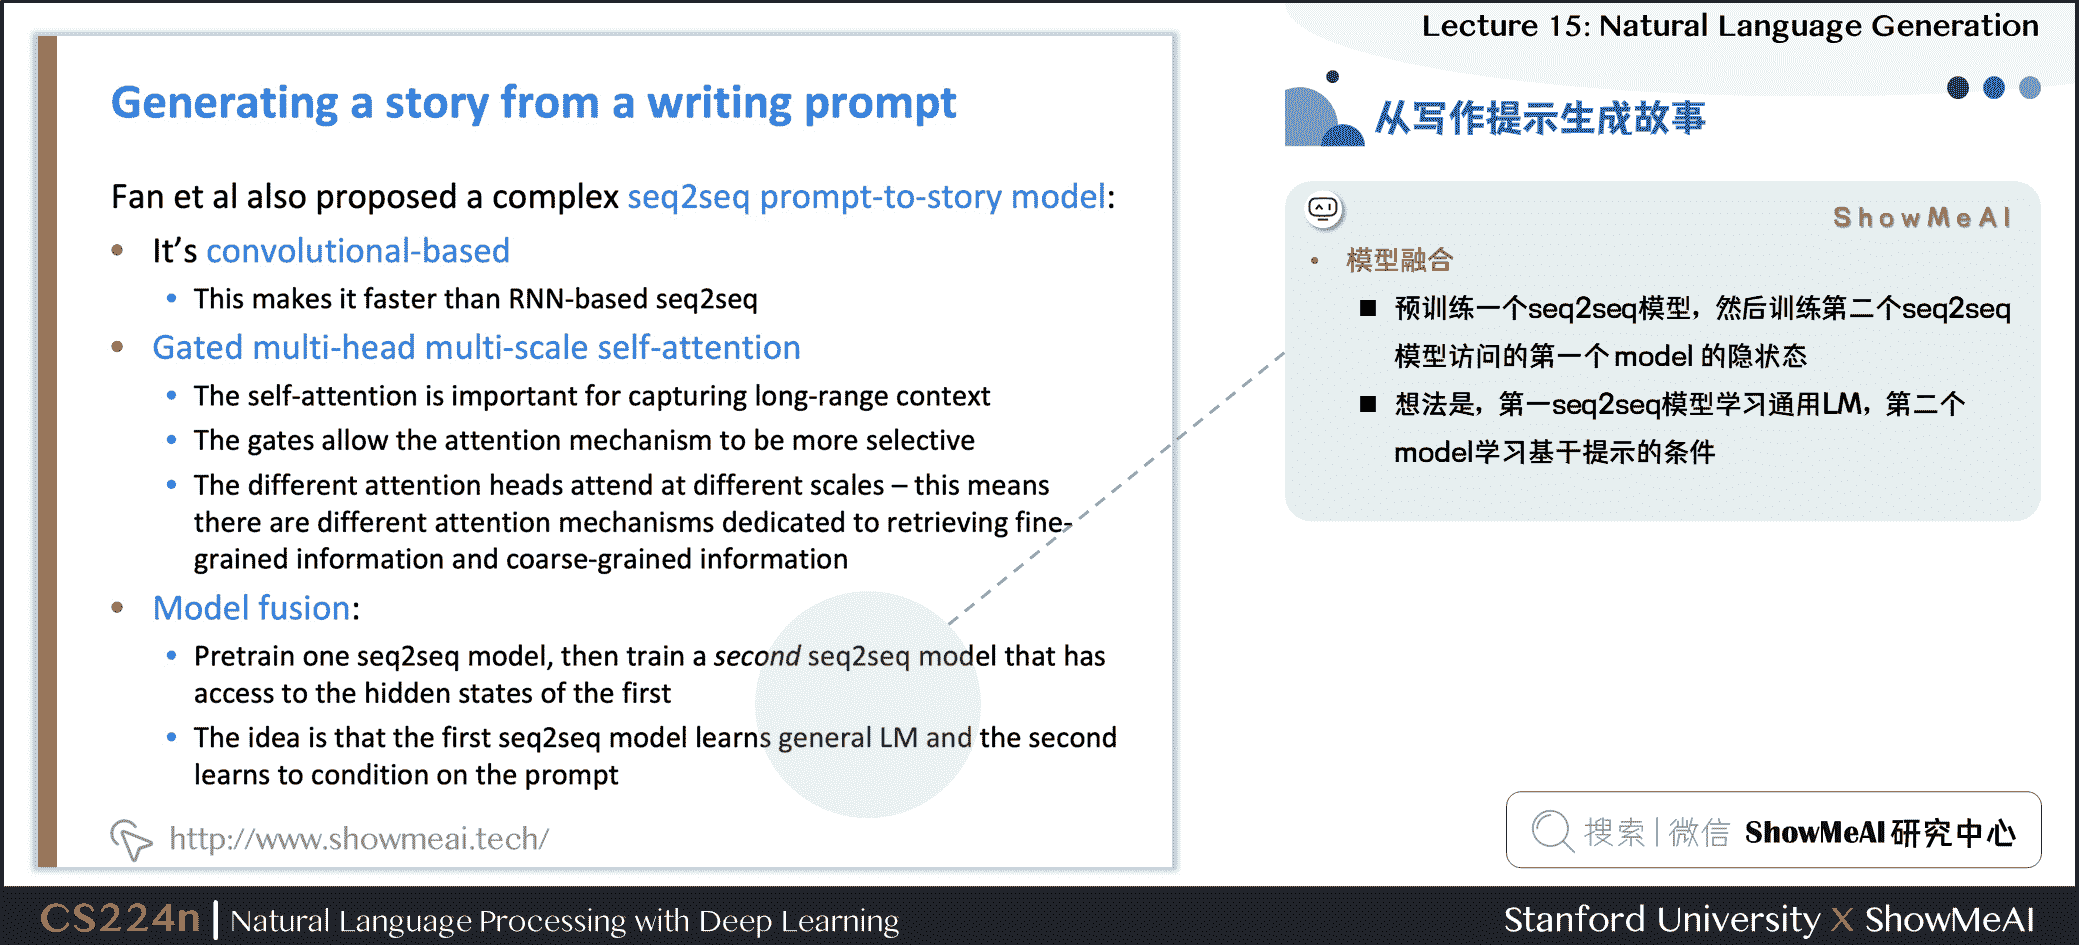 Lecture 15: Natural Language Generation
Generating a story from a writing prompt
Fan et al also proposed a complex seq2seq prompt-to-story model:
• It's convolutional-based
• This makes it faster than RNN-based seq2seq
• Gated multi-head multi-scale self-attention
• The self-attention is important for capturing long-range context
• The gates allow the attention mechanism to be more selective
• The different attention heads attend at different scales – this means
there are different attention mechanisms dedicated to retrieving fine-
grained information and coarse-grained information
• Model fusion:
• Pretrain one seq2seq model, then train a second seq2seq model that has
access to the hidden states of the first
• The idea is that the first seq2seq model learns general LM and the second
learns to condition on the prompt
http://www.showmeai.tech/
从写作提示生成故事
ShowMeAI
• 模型融合
■ 预训练一个seq2seq模型，然后训练第二个seq2seq
模型访问的第一个 model 的隐状态
■ 想法是，第一seq2seq模型学习通用LM，第二个
model学习基于提示的条件
搜索 | 微信 ShowMeAI 研究中心
CS224n | Natural Language Processing with Deep Learning
Stanford University X ShowMeAI